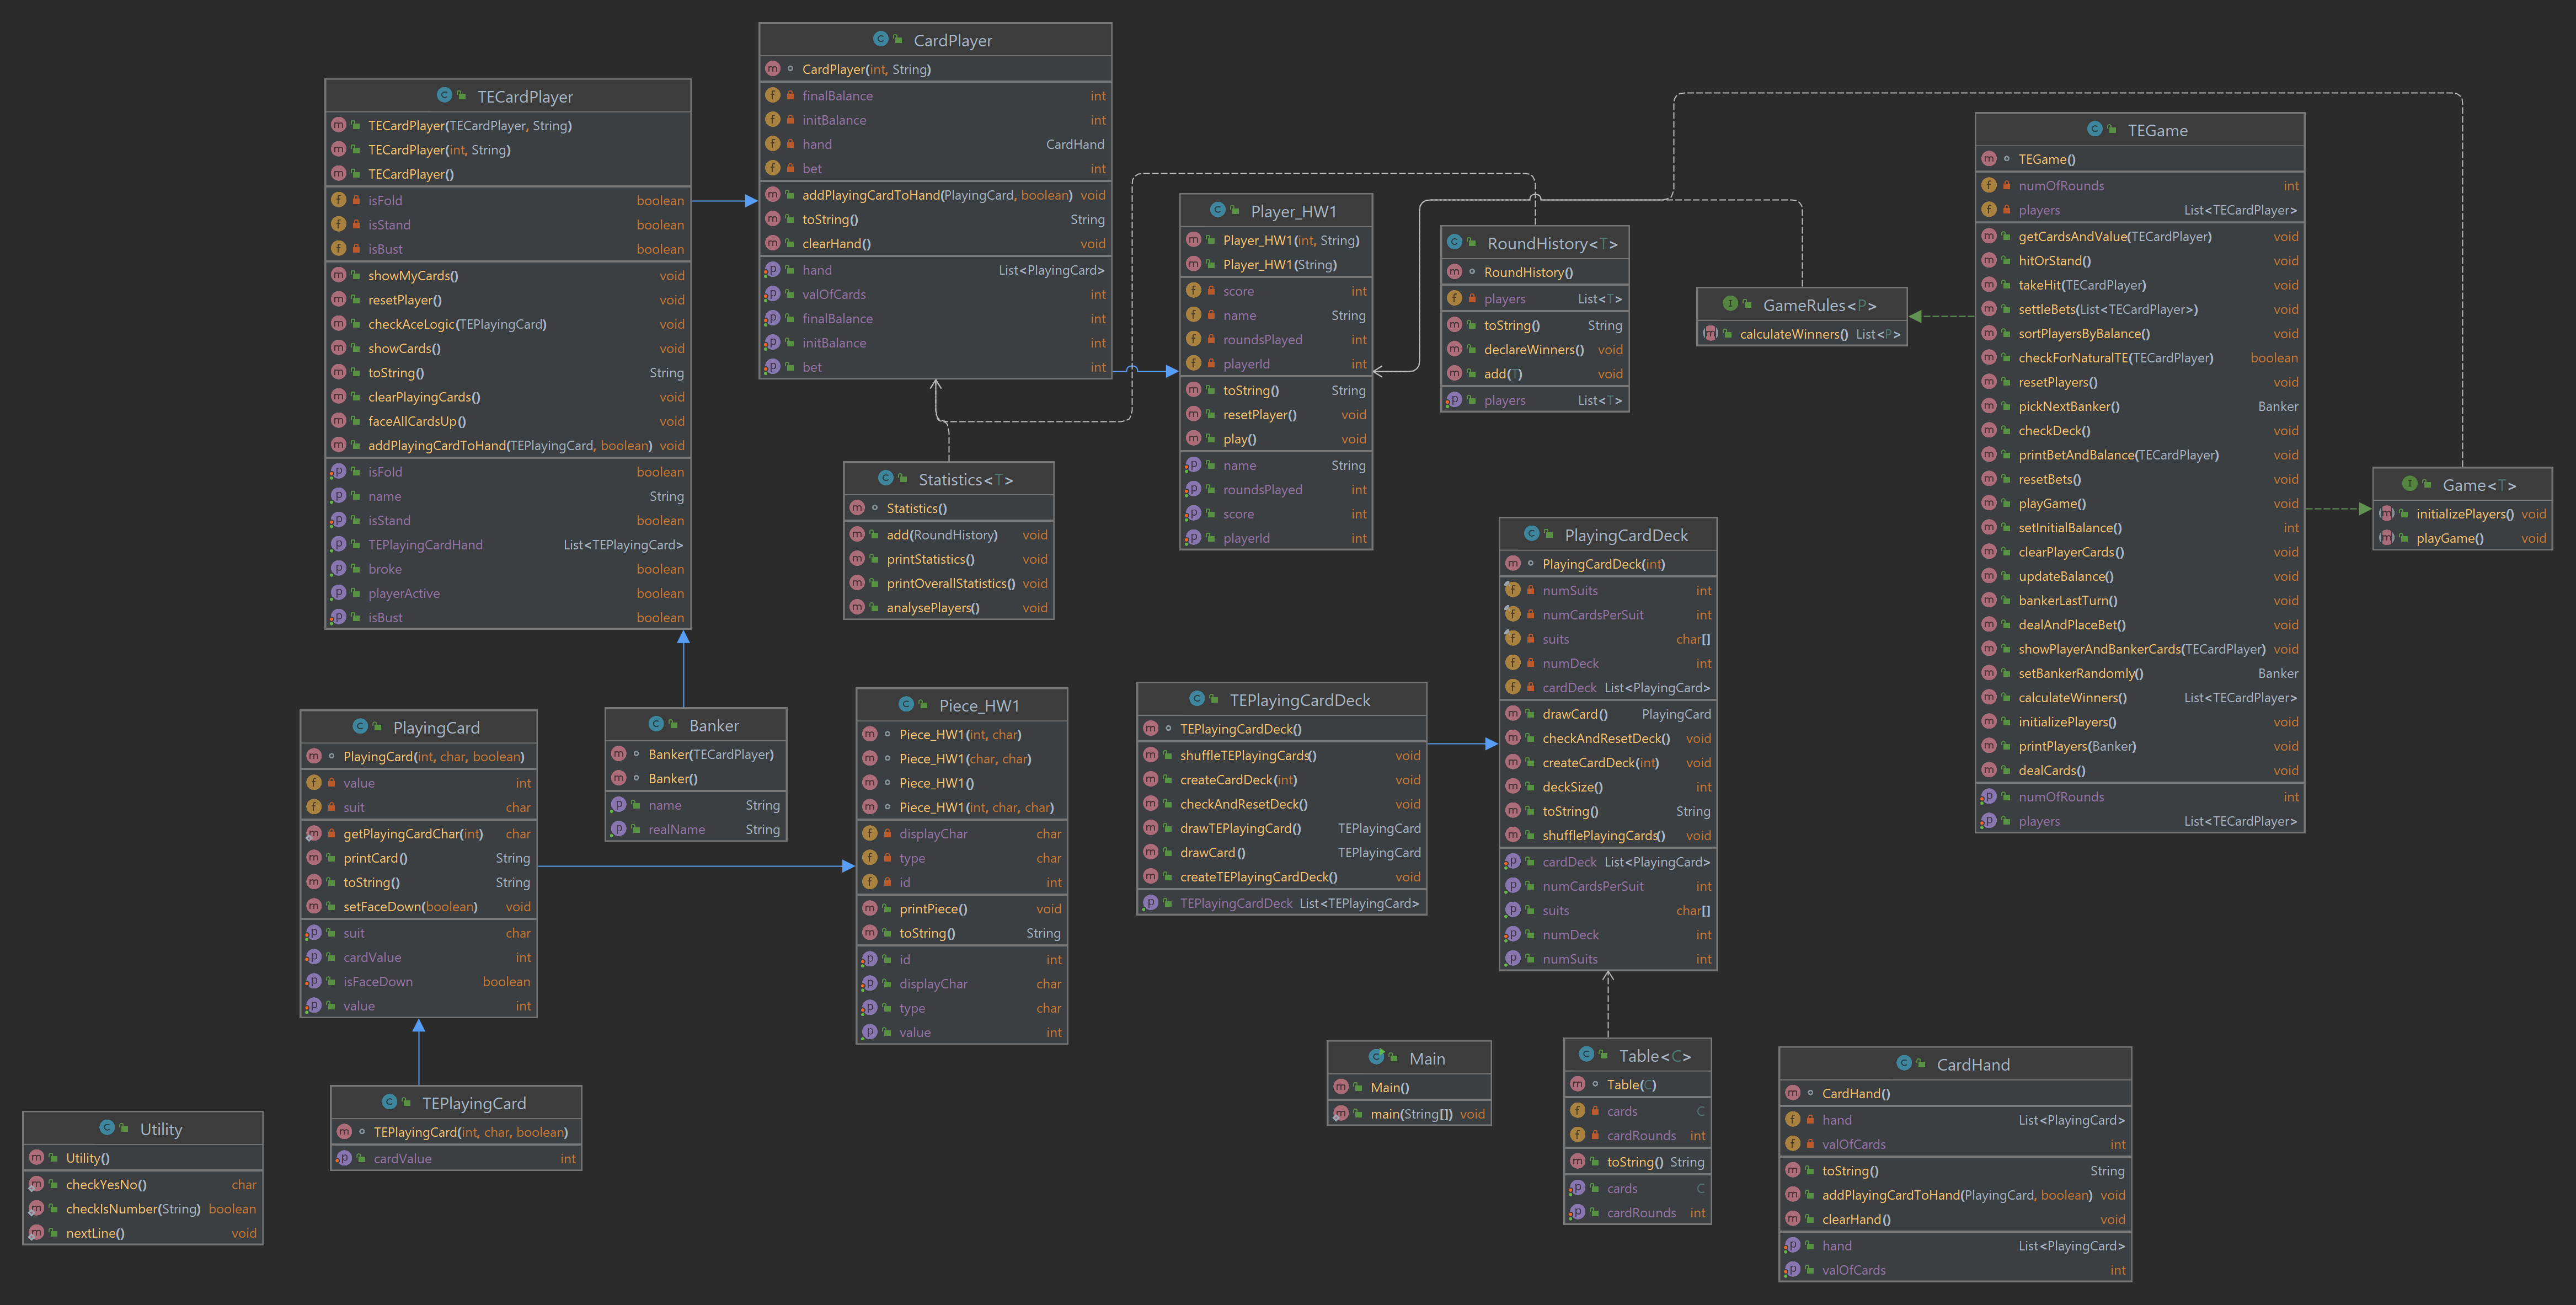 CardPlayer
CardPlayer(int, String)
finalBalance int
initBalance int
hand CardHand
bet int
addPlayingCardToHand(PlayingCard, boolean) void
toString() String
clearHand() void
hand List<PlayingCard>
valOfCards int
finalBalance int
initBalance int
bet int
TECardPlayer
TECardPlayer(TECardPlayer, String)
TECardPlayer(int, String)
TECardPlayer()
isFold boolean
isStand boolean
isBust boolean
showMyCards() void
resetPlayer() void
checkAceLogic(TEPlayingCard) void
showCards() void
toString() String
clearPlayingCards() void
faceAllCardsUp() void
addPlayingCardToHand(TEPlayingCard, boolean) void
isFold boolean
name String
isStand boolean
TEPlayingCardHand List<TEPlayingCard>
broke boolean
playerActive boolean
isBust boolean
Player_HW1
Player_HW1(int, String)
Player_HW1(String)
score int
name String
roundsPlayed int
playerId int
toString() String
resetPlayer() void
play() void
name String
roundsPlayed int
score int
playerId int
RoundHistory<T>
RoundHistory()
players List<T>
toString() String
declareWinners() void
add(T) void
players List<T>
GameRules<P>
calculateWinners() List<P>
TEGame
TEGame()
numOfRounds int
players List<TECardPlayer>
getCardsAndValue(TECardPlayer) void
hitOrStand() void
takeHit(TECardPlayer) void
settleBets(List<TECardPlayer>) void
sortPlayersByBalance() void
checkForNaturalTE(TECardPlayer) boolean
resetPlayers() void
pickNextBanker() Banker
checkDeck() void
printBetAndBalance(TECardPlayer) void
resetBets() void
playGame() void
setInitialBalance() int
clearPlayerCards() void
updateBalance() void
bankerLastTurn() void
dealAndPlaceBet() void
showPlayerAndBankerCards(TECardPlayer) void
setBankerRandomly() Banker
calculateWinners() List<TECardPlayer>
initializePlayers() void
printPlayers(Banker) void
dealCards() void
numOfRounds int
players List<TECardPlayer>
Game<T>
initializePlayers() void
playGame() void
Statistics<T>
Statistics()
add(RoundHistory) void
printStatistics() void
printOverallStatistics() void
analysePlayers() void
PlayingCardDeck
PlayingCardDeck(int)
numSuits int
numCardsPerSuit int
suits char[]
numDeck int
cardDeck List<PlayingCard>
drawCard() PlayingCard
checkAndResetDeck() void
createCardDeck(int) void
deckSize() int
toString() String
shufflePlayingCards() void
cardDeck List<PlayingCard>
numCardsPerSuit int
suits char[]
numDeck int
numSuits int
TEPlayingCardDeck
TEPlayingCardDeck()
shuffleTEPlayingCards() void
createCardDeck(int) void
checkAndResetDeck() void
drawTEPlayingCard() TEPlayingCard
drawCard() TEPlayingCard
createTEPlayingCardDeck() void
TEPlayingCardDeck List<TEPlayingCard>
Piece_HW1
Piece_HW1(int, char)
Piece_HW1(char, char)
Piece_HW1()
Piece_HW1(int, char, char)
displayChar char
type char
id int
printPiece() void
toString() String
id int
displayChar char
type char
value int
Banker
Banker(TECardPlayer)
Banker()
name String
realName String
PlayingCard
PlayingCard(int, char, boolean)
value int
suit char
getPlayingCardChar(int) char
printCard() String
toString() String
setFaceDown(boolean) void
suit char
cardValue int
isFaceDown boolean
value int
TEPlayingCard
TEPlayingCard(int, char, boolean)
cardValue int
Utility
Utility()
checkYesNo() char
checkIsNumber(String) boolean
nextLine() void
Main
Main()
main(String[]) void
Table<C>
Table(C)
cards C
cardRounds int
toString() String
cards C
cardRounds int
CardHand
CardHand()
hand List<PlayingCard>
valOfCards int
toString() String
addPlayingCardToHand(PlayingCard, boolean) void
clearHand() void
hand List<PlayingCard>
valOfCards int